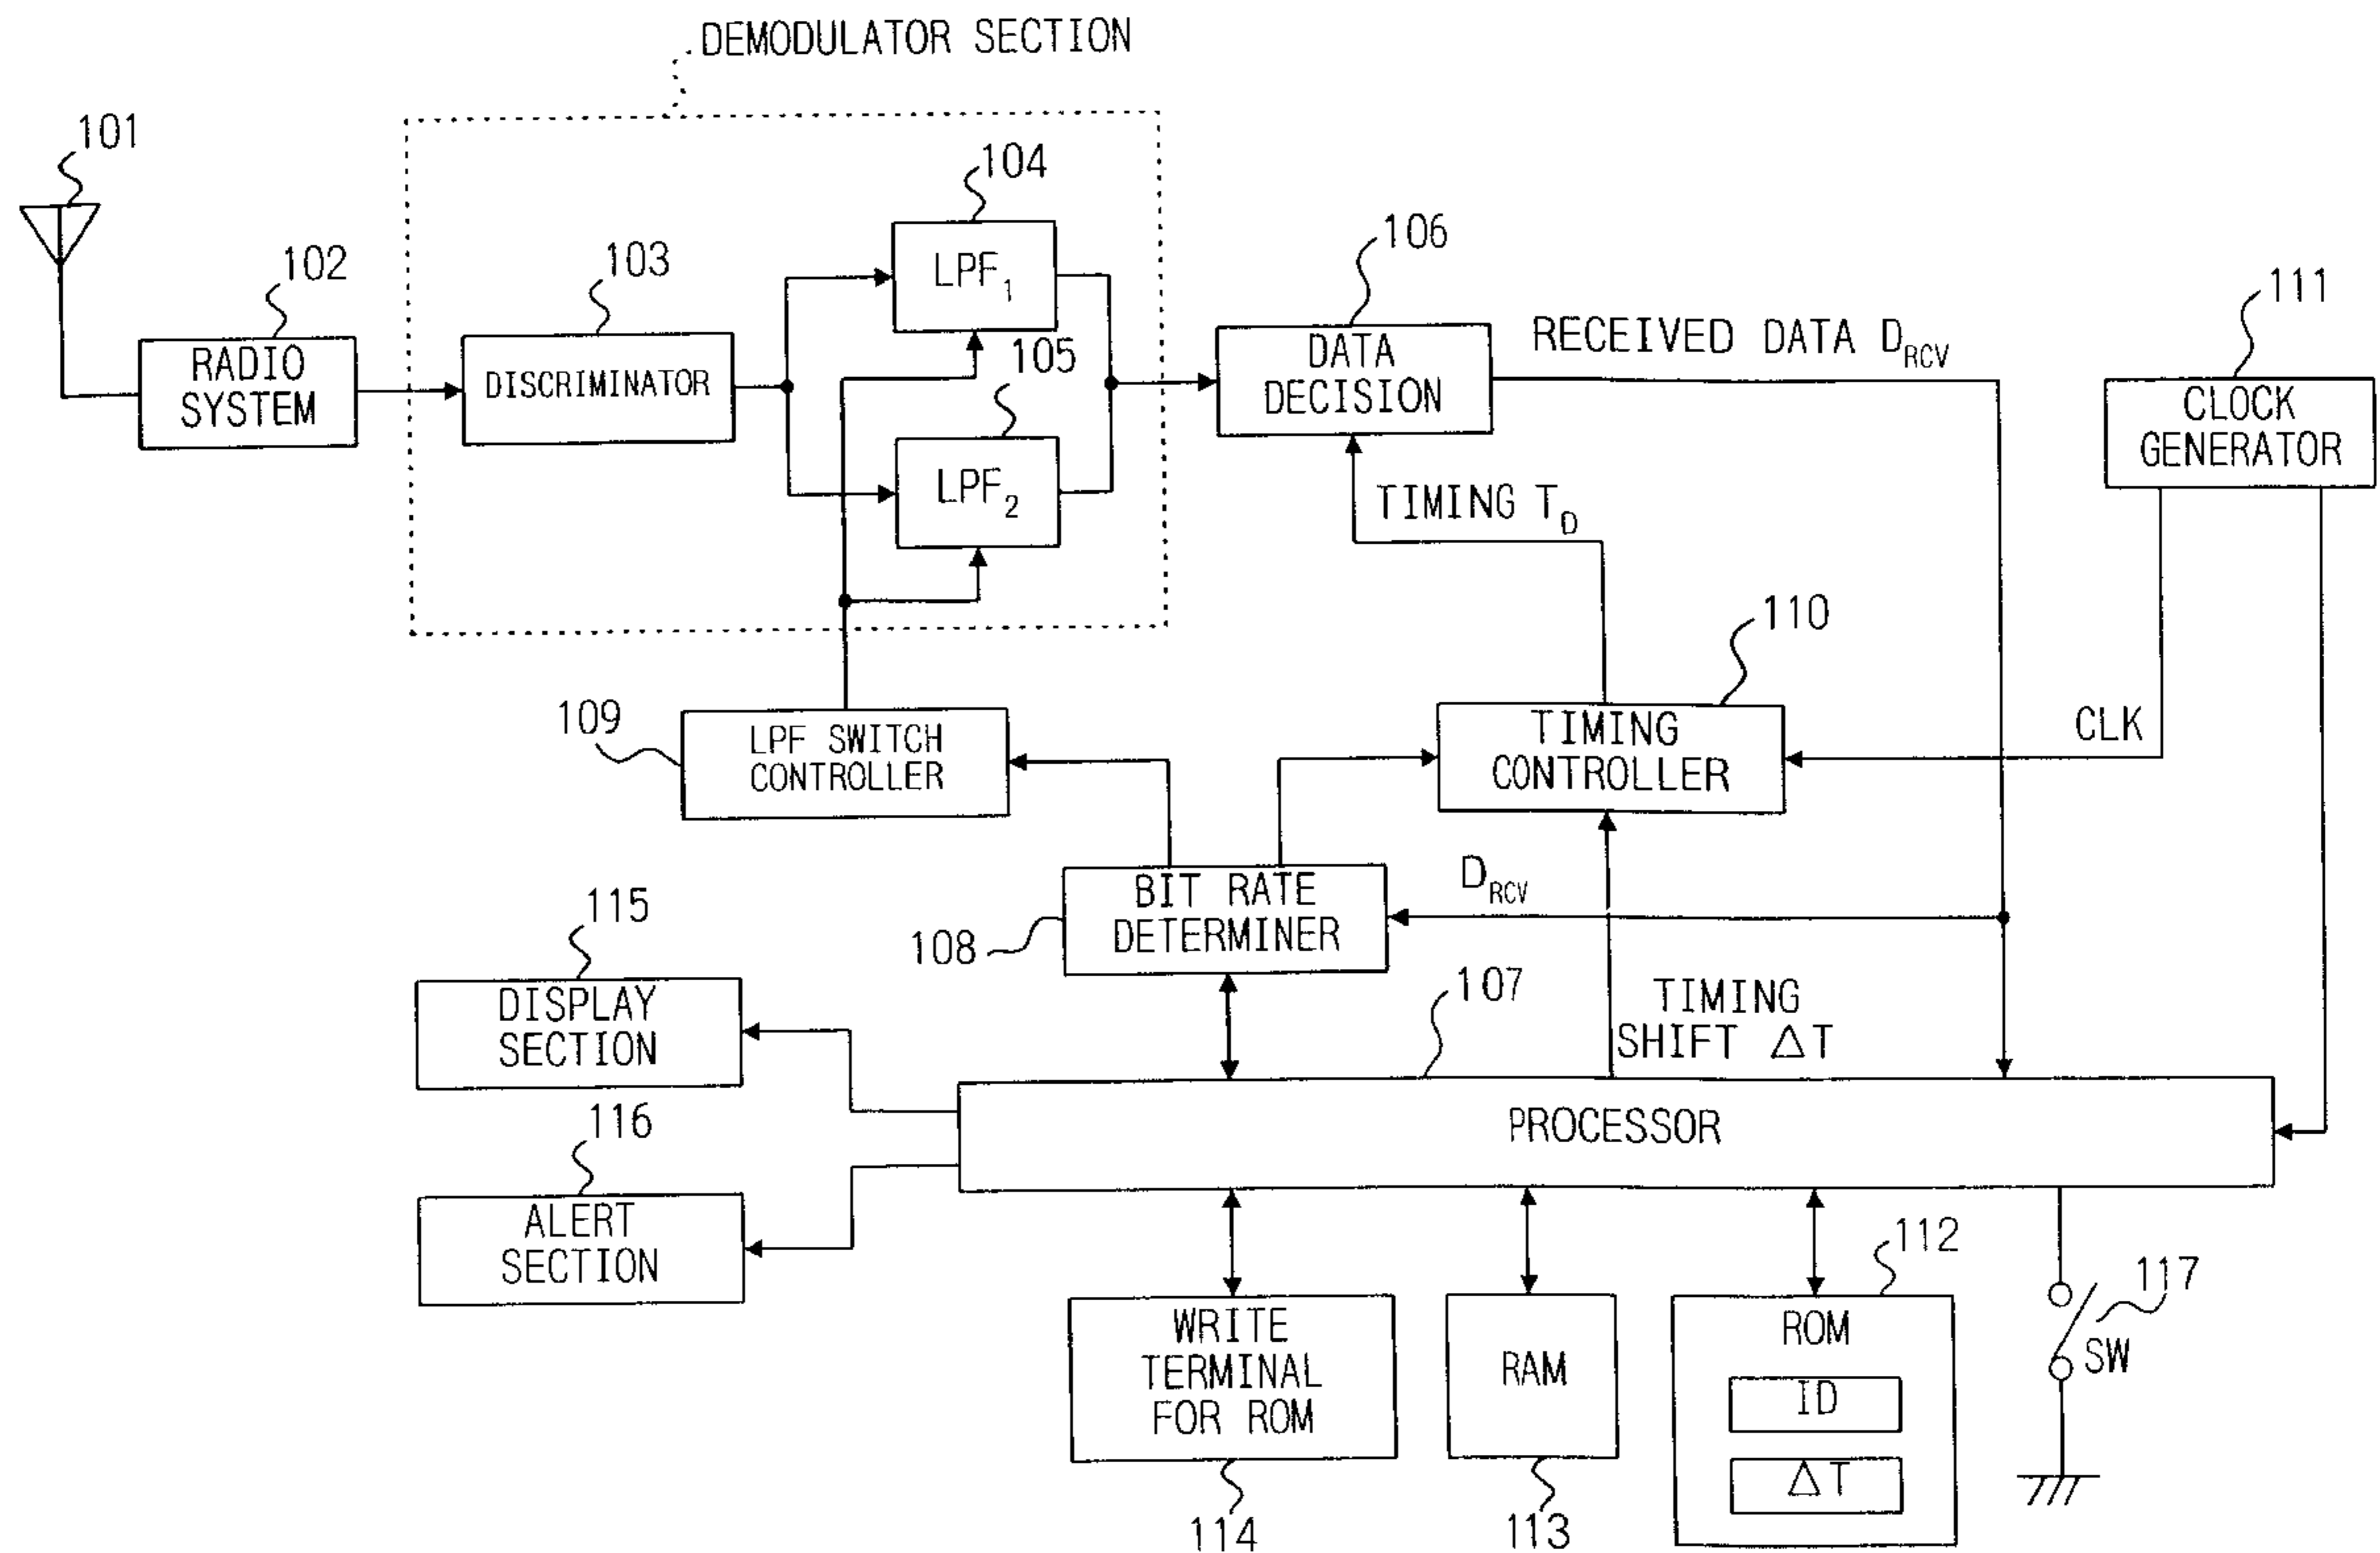 DEMODULATOR SECTION
101
102
RADIO
SYSTEM
103
DISCRIMINATOR
104
LPF1
105
LPF2
106
DATA
DECISION
RECEIVED DATA DRCV
111
CLOCK
GENERATOR
TIMING TD
110
TIMING
CONTROLLER
CLK
109
LPF SWITCH
CONTROLLER
108
BIT RATE
DETERMINER
DRCV
107
TIMING
SHIFT ΔT
115
DISPLAY
SECTION
116
ALERT
SECTION
PROCESSOR
WRITE
TERMINAL
FOR ROM
114
RAM
113
112
ROM
ID
ΔT
117
SW